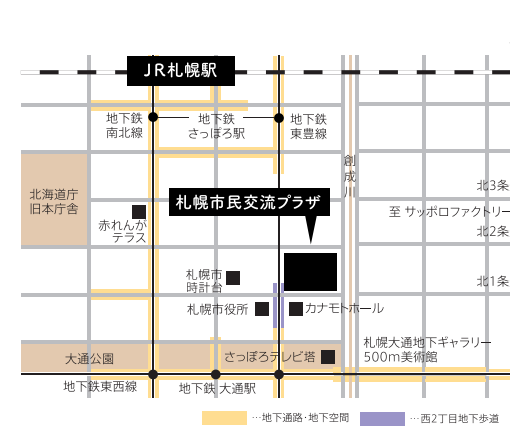 JR札幌駅
地下鉄
南北線
地下鉄
さっぽろ駅
地下鉄
東豊線
創成川
北海道庁
旧本庁舎
北3条
札幌市民交流プラザ
至 サッポロファクトリー
赤れんが
テラス
北2条
札幌市
時計台
北1条
札幌市役所
カナモトホール
札幌大通地下ギャラリー
500m美術館
大通公園
さっぽろテレビ塔
地下鉄東西線
地下鉄 大通駅
…地下通路・地下空間
…西2丁目地下歩道